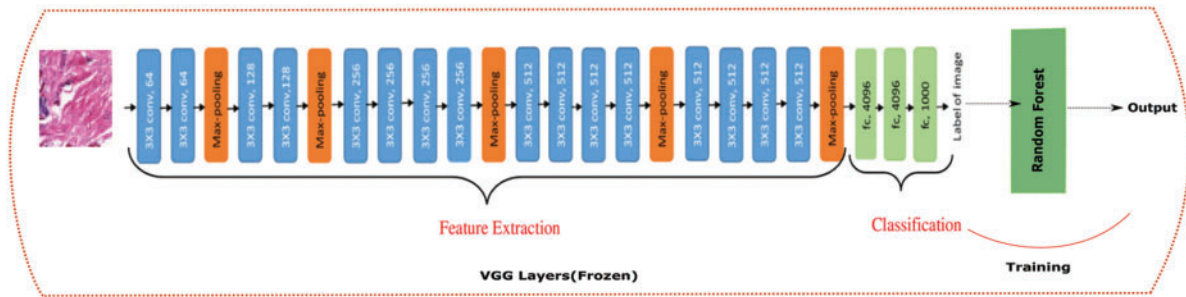 3X3 conv, 64
3X3 conv, 64
Max-pooling
3X3 conv, 128
3X3 conv,128
Max-pooling
3X3 conv, 256
3X3 conv, 256
3X3 conv, 256
3X3 conv, 256
Max-pooling
3X3 conv, 512
3X3 conv, 512
3X3 conv, 512
3X3 conv, 512
Max-pooling
3X3 conv, 512
3X3 conv, 512
3X3 conv, 512
3X3 conv, 512
Max-pooling
fc, 4096
fc, 4096
fc, 1000
Label of image
Random Forest
Output
Feature Extraction
Classification
VGG Layers(Frozen)
Training